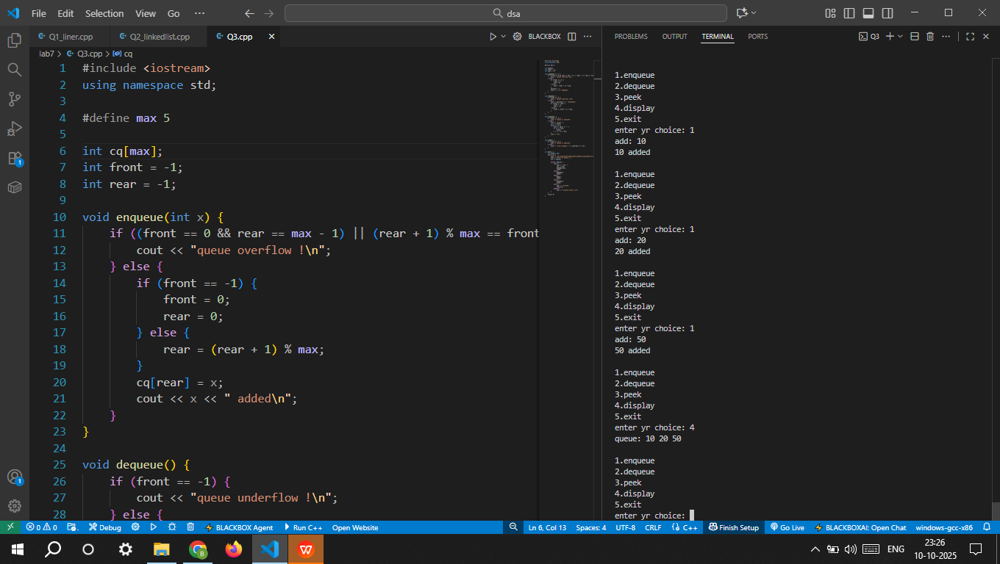 File Edit Selection View Go ··· dsa
Q1_liner.cpp Q2_linkedlist.cpp Q3.cpp BLACKBOX
lab7 > Q3.cpp > cq
1 #include <iostream>
2 using namespace std;
3
4 #define max 5
5
6 int cq[max];
7 int front = -1;
8 int rear = -1;
9
10 void enqueue(int x) {
11 if ((front == 0 && rear == max - 1) || (rear + 1) % max == front
12 cout << "queue overflow !\n";
13 } else {
14 if (front == -1) {
15 front = 0;
16 rear = 0;
17 } else {
18 rear = (rear + 1) % max;
19 }
20 cq[rear] = x;
21 cout << x << " added\n";
22 }
23 }
24
25 void dequeue() {
26 if (front == -1) {
27 cout << "queue underflow !\n";
28 } else {
PROBLEMS OUTPUT TERMINAL PORTS Q3
1.enqueue
2.dequeue
3.peek
4.display
5.exit
enter yr choice: 1
add: 10
10 added
1.enqueue
2.dequeue
3.peek
4.display
5.exit
enter yr choice: 1
add: 20
20 added
1.enqueue
2.dequeue
3.peek
4.display
5.exit
enter yr choice: 1
add: 50
50 added
1.enqueue
2.dequeue
3.peek
4.display
5.exit
enter yr choice: 4
queue: 10 20 50
1.enqueue
2.dequeue
3.peek
4.display
5.exit
enter yr choice:
1
1
0 0 Debug BLACKBOX Agent Run C++ Open Website Ln 6, Col 13 Spaces: 4 UTF-8 CRLF {} C++ Finish Setup Go Live BLACKBOXAI: Open Chat windows-gcc-x86
B W ENG 23:26
10-10-2025